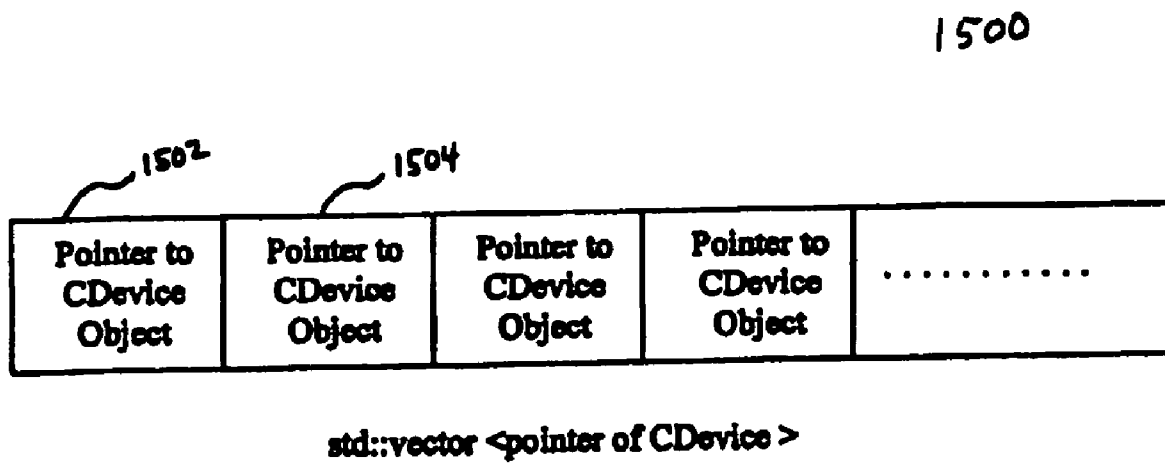 1500
1502
1504
Pointer to
CDevice
Object
Pointer to
CDevice
Object
Pointer to
CDevice
Object
Pointer to
CDevice
Object
............
std::vector <pointer of CDevice >